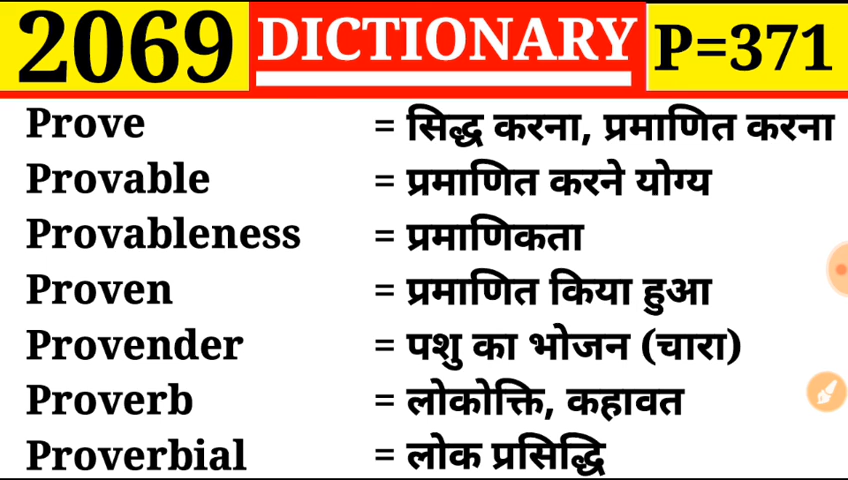 2069 DICTIONARY P=371
Prove = सिद्ध करना, प्रमाणित करना
Provable = प्रमाणित करने योग्य
Provableness = प्रमाणिकता
Proven = प्रमाणित किया हुआ
Provender = पशु का भोजन (चारा)
Proverb = लोकोक्ति, कहावत
Proverbial = लोक प्रसिद्धि